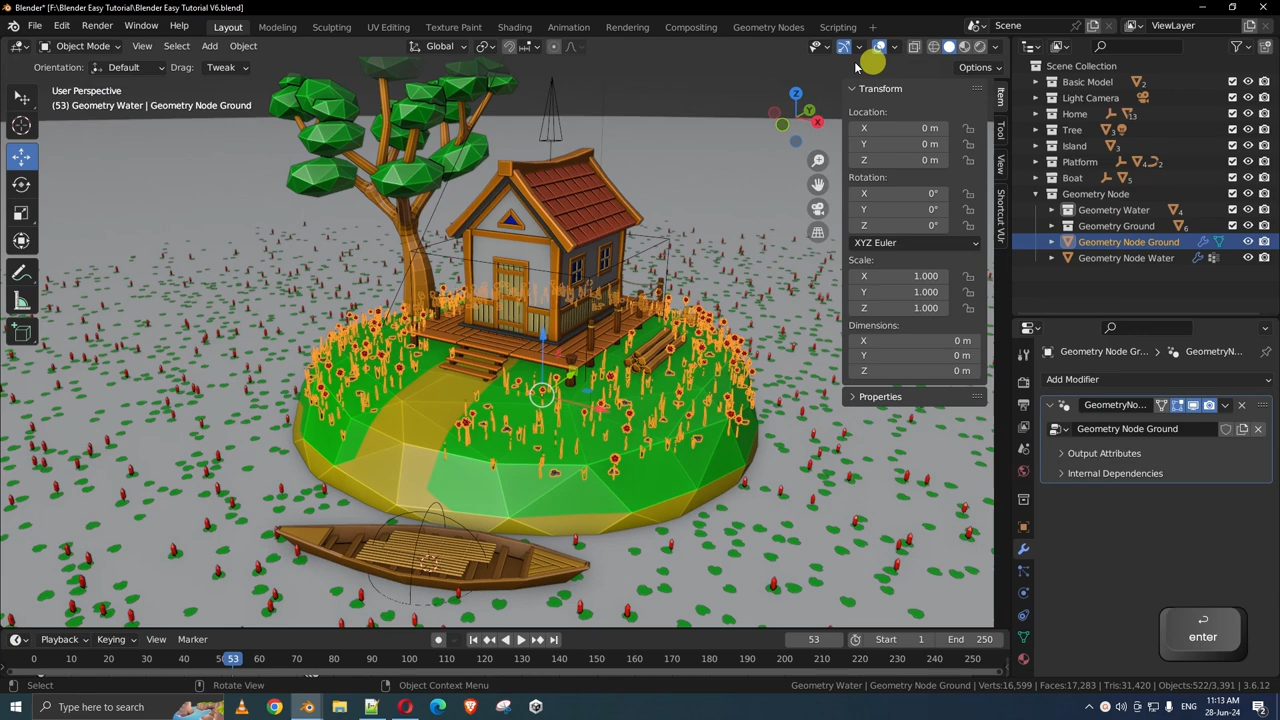 Blender* [F:\Blender Easy Tutorial\Blender Easy Tutorial V6.blend]
File Edit Render Window Help Layout Modeling Sculpting UV Editing Texture Paint Shading Animation Rendering Compositing Geometry Nodes Scripting + Scene ViewLayer
Object Mode View Select Add Object Global
Orientation: Default Drag: Tweak Options
User Perspective
(53) Geometry Water | Geometry Node Ground
Z
Y
X
Transform
Location:
X 0 m
Y 0 m
Z 0 m
Rotation:
X 0°
Y 0°
Z 0°
XYZ Euler
Scale:
X 1.000
Y 1.000
Z 1.000
Dimensions:
X 0 m
Y 0 m
Z 0 m
Properties
Item
Tool
View
Shortcut VUr
Scene Collection
Basic Model 2
Light Camera
Home 13
Tree 3
Island 3
Platform 4 2
Boat 5
Geometry Node
Geometry Water 4
Geometry Ground 6
Geometry Node Ground
Geometry Node Water
Geometry Node Gr... GeometryN...
Add Modifier
GeometryNo...
Geometry Node Ground
Output Attributes
Internal Dependencies
enter
Playback Keying View Marker 53 Start 1 End 250
0 10 20 30 40 53 60 70 80 90 100 110 120 130 140 150 160 170 180 190 200 210 220 230 240 250
Select Rotate View Object Context Menu Geometry Water | Geometry Node Ground | Verts:16,599 | Faces:17,283 | Tris:31,420 | Objects:522/3,391 | 3.6.12
Type here to search
11:13 AM
28-Jun-24